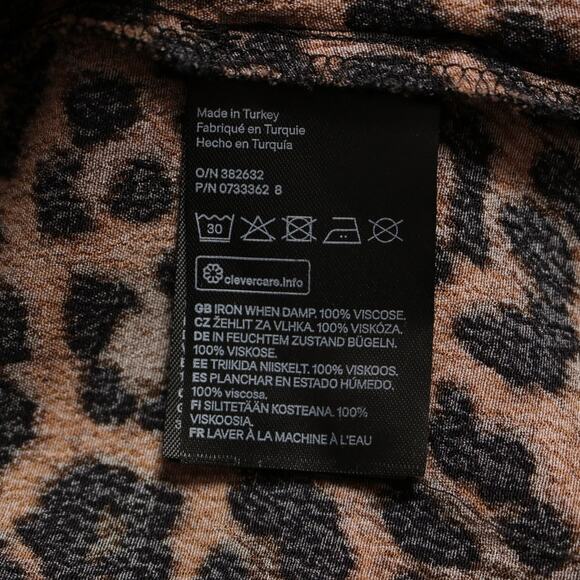 Made in Turkey
Fabriqué en Turquie
Hecho en Turquía
O/N 382632
P/N 0733362 8
30
clevercare.info
GB IRON WHEN DAMP. 100% VISCOSE.
CZ ŽEHLIT ZA VLHKA. 100% VISKÓZA.
DE IN FEUCHTEM ZUSTAND BÜGELN.
100% VISKOSE.
EE TRIIKIDA NIISKELT. 100% VISKOOS.
ES PLANCHAR EN ESTADO HÚMEDO.
100% viscosa.
FI SILITETÄÄN KOSTEANA. 100%
VISKOOSIA.
FR LAVER À LA MACHINE À L'EAU